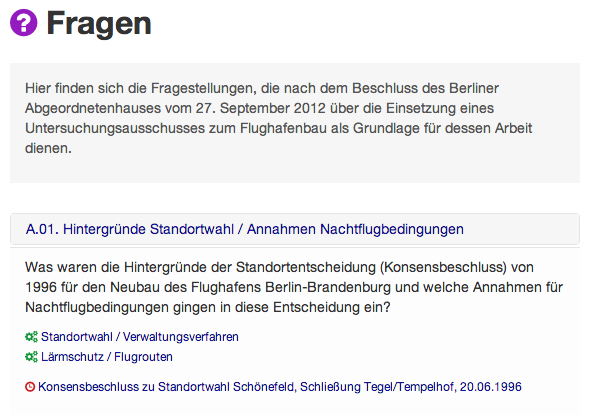 Fragen
Hier finden sich die Fragestellungen, die nach dem Beschluss des Berliner
Abgeordnetenhauses vom 27. September 2012 über die Einsetzung eines
Untersuchungsausschusses zum Flughafenbau als Grundlage für dessen Arbeit
dienen.
A.01. Hintergründe Standortwahl / Annahmen Nachtflugbedingungen
Was waren die Hintergründe der Standortentscheidung (Konsensbeschluss) von
1996 für den Neubau des Flughafens Berlin-Brandenburg und welche Annahmen für
Nachtflugbedingungen gingen in diese Entscheidung ein?
Standortwahl / Verwaltungsverfahren
Lärmschutz / Flugrouten
Konsensbeschluss zu Standortwahl Schönefeld, Schließung Tegel/Tempelhof, 20.06.1996